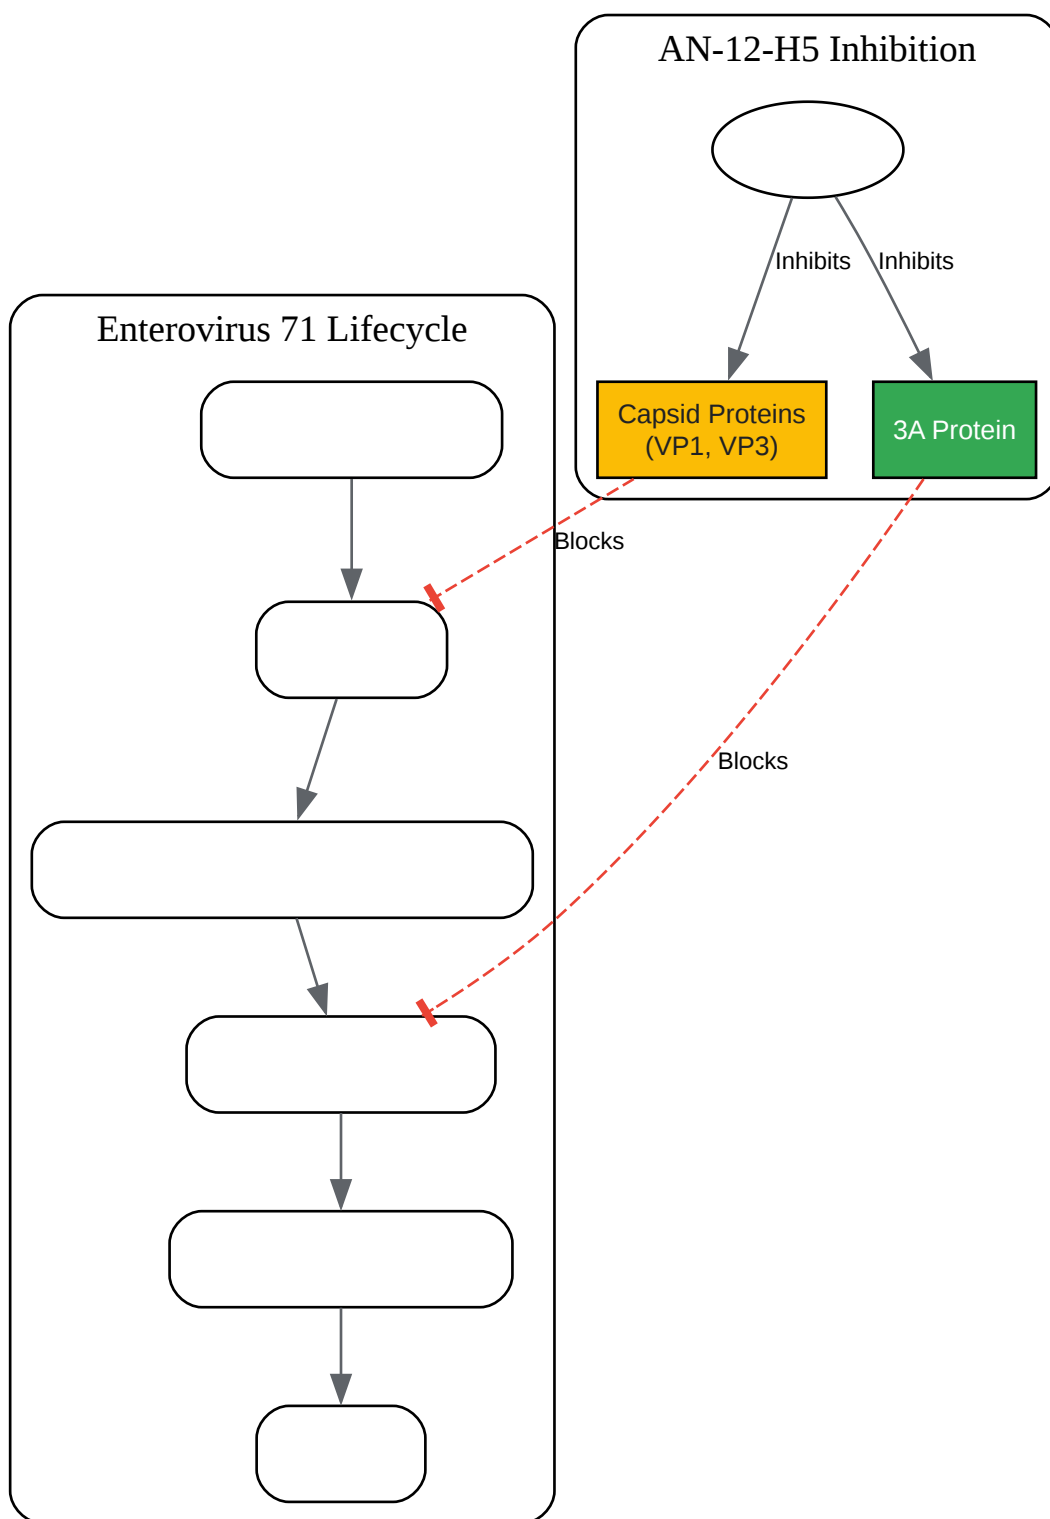 AN-12-H5 Inhibition
Inhibits
Inhibits
Enterovirus 71 Lifecycle
Capsid Proteins
(VP1, VP3)
3A Protein
Blocks
Blocks